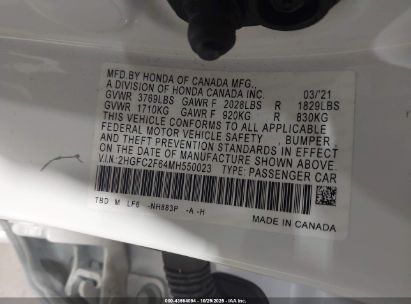 MFD.BY HONDA OF CANADA MFG.,
A DIVISION OF HONDA CANADA INC. 03/'21
GVWR 3769LBS GAWR F 2028LBS R 1829LBS
GVWR 1710KG GAWR F 920KG R 830KG
THIS VEHICLE CONFORMS TO ALL APPLICABLE
FEDERAL MOTOR VEHICLE SAFETY, BUMPER,
AND THEFT PREVENTION STANDARDS IN EFFECT
ON THE DATE OF MANUFACTURE SHOWN ABOVE.
V.I.N:2HGFC2F64MH550023 TYPE: PASSENGER CAR
TBD M LF6 -NH883P -A -H
MADE IN CANADA